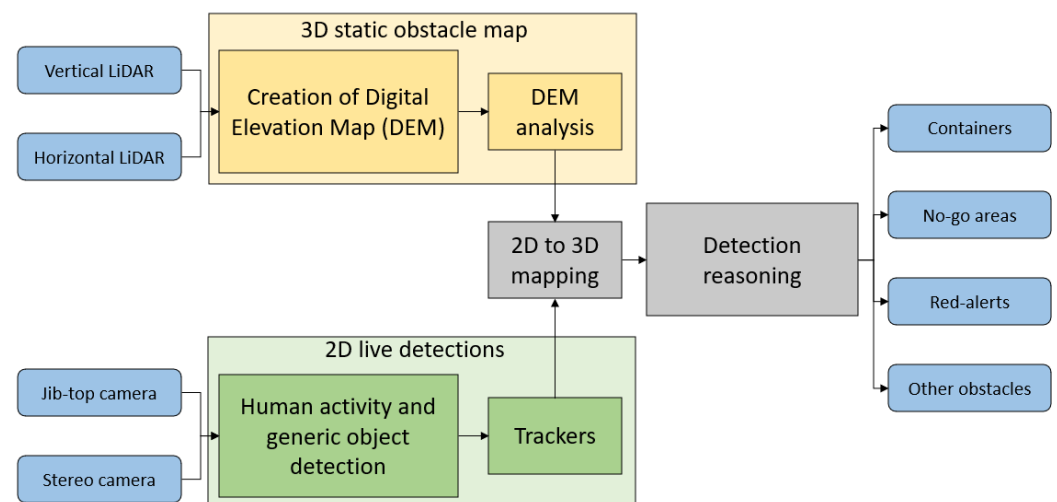 3D static obstacle map
Vertical LiDAR
Horizontal LiDAR
Creation of Digital
Elevation Map (DEM)
DEM
analysis
2D to 3D
mapping
Detection
reasoning
Containers
No-go areas
Red-alerts
Other obstacles
2D live detections
Jib-top camera
Stereo camera
Human activity and
generic object
detection
Trackers